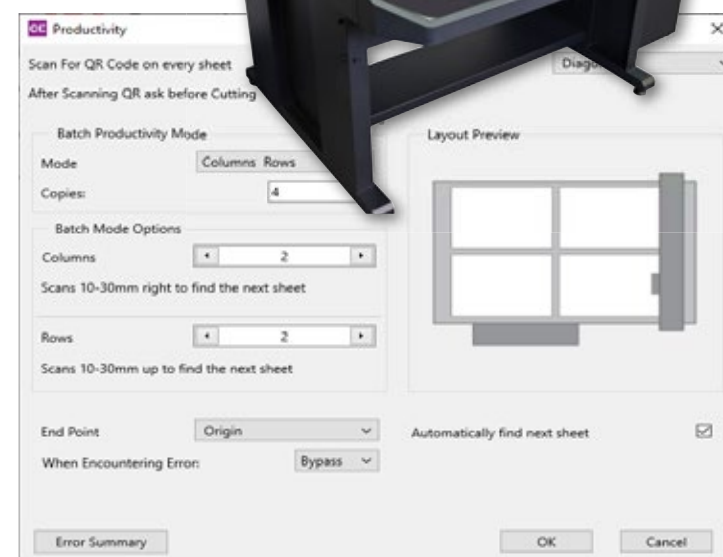 OC Productivity
Scan For QR Code on every sheet
After Scanning QR ask before Cutting
Batch Productivity Mode
Mode Columns Rows
Copies: 4
Batch Mode Options
Columns 2
Scans 10-30mm right to find the next sheet
Rows 2
Scans 10-30mm up to find the next sheet
Layout Preview
End Point Origin
Automatically find next sheet
When Encountering Error: Bypass
Error Summary OK Cancel